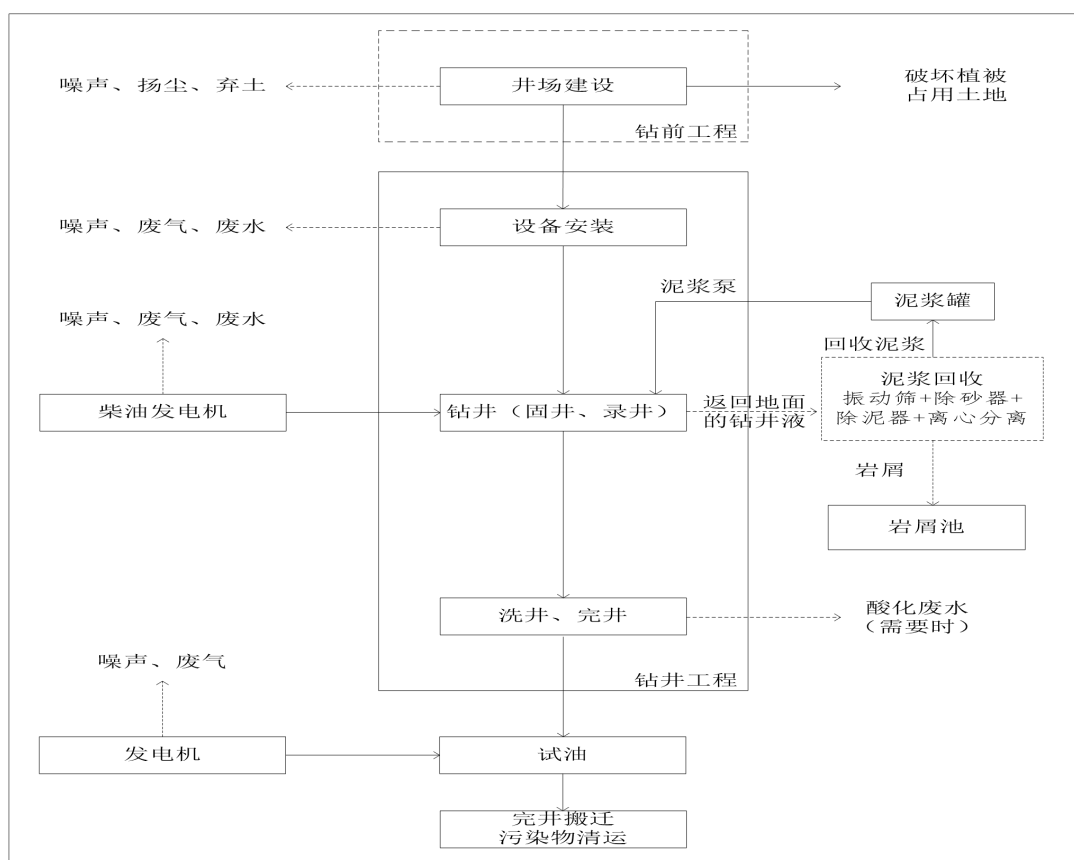 噪声、扬尘、弃土
井场建设
破坏植被
占用土地
钻前工程
噪声、废气、废水
设备安装
泥浆泵
泥浆罐
噪声、废气、废水
回收泥浆
泥浆回收
振动筛+除砂器+
除泥器+离心分离
柴油发电机
钻井（固井、录井）
返回地面
的钻井液
岩屑
岩屑池
洗井、完井
酸化废水
（需要时）
噪声、废气
钻井工程
发电机
试油
完井搬迁
污染物清运